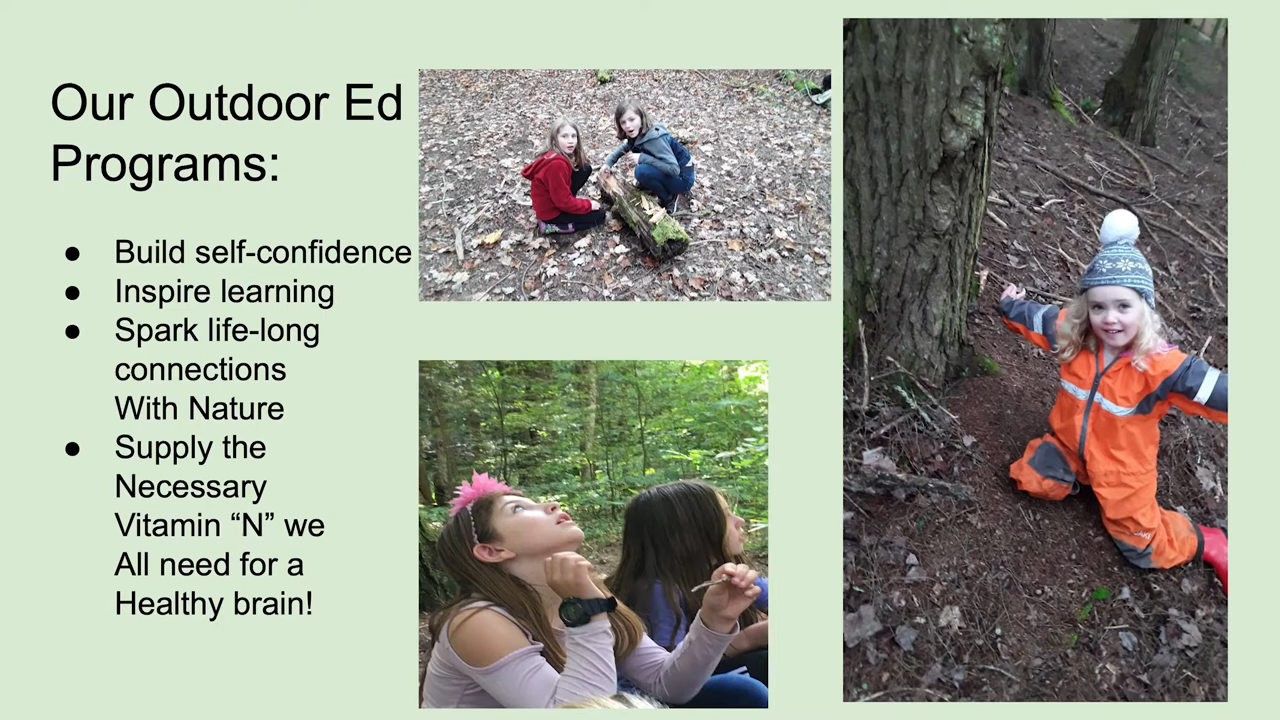 Our Outdoor Ed
Programs:
● Build self-confidence
● Inspire learning
● Spark life-long
connections
With Nature
● Supply the
Necessary
Vitamin “N” we
All need for a
Healthy brain!